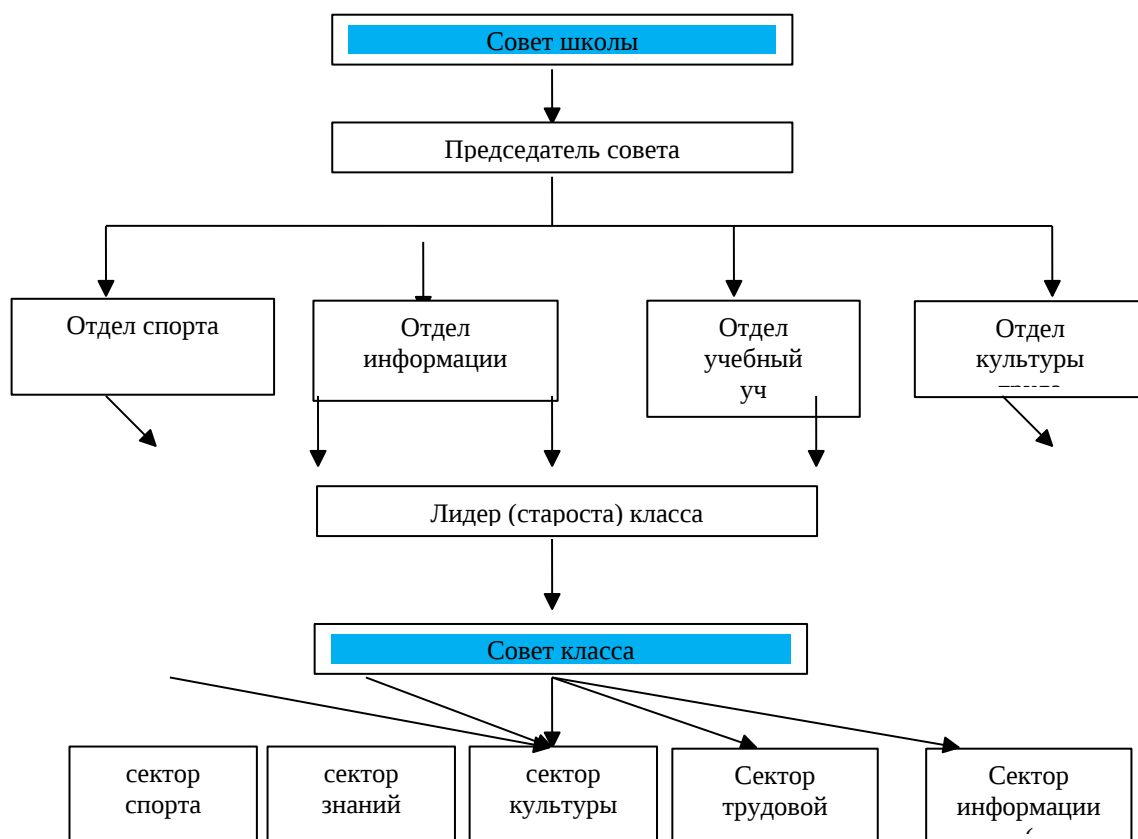 Совет школы
Председатель совета
Отдел спорта
Отдел
информации
Отдел
учебный
уч
Отдел
культуры
Лидер (староста) класса
Совет класса
сектор
спорта
сектор
знаний
сектор
культуры
Сектор
трудовой
Сектор
информации
(